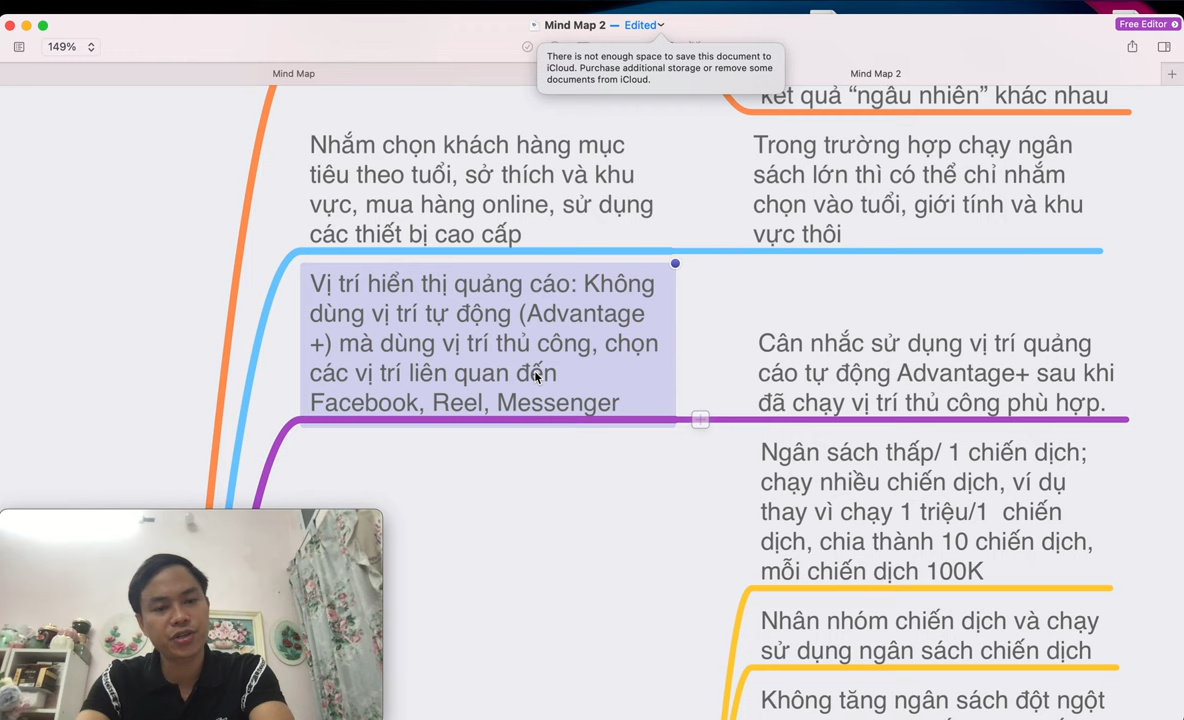 Mind Map 2 — Edited
Free Editor
149%
There is not enough space to save this document to
iCloud. Purchase additional storage or remove some
documents from iCloud.
Mind Map
Mind Map 2
kết quả “ngâu nhiên” khác nhau
Nhắm chọn khách hàng mục
tiêu theo tuổi, sở thích và khu
vực, mua hàng online, sử dụng
các thiết bị cao cấp
Trong trường hợp chạy ngân
sách lớn thì có thể chỉ nhắm
chọn vào tuổi, giới tính và khu
vực thôi
Vị trí hiển thị quảng cáo: Không
dùng vị trí tự động (Advantage
+) mà dùng vị trí thủ công, chọn
các vị trí liên quan đến
Facebook, Reel, Messenger
Cân nhắc sử dụng vị trí quảng
cáo tự động Advantage+ sau khi
đã chạy vị trí thủ công phù hợp.
Ngân sách thấp/ 1 chiến dịch;
chạy nhiều chiến dịch, ví dụ
thay vì chạy 1 triệu/1 chiến
dịch, chia thành 10 chiến dịch,
mỗi chiến dịch 100K
Nhân nhóm chiến dịch và chạy
sử dụng ngân sách chiến dịch
Không tăng ngân sách đột ngột